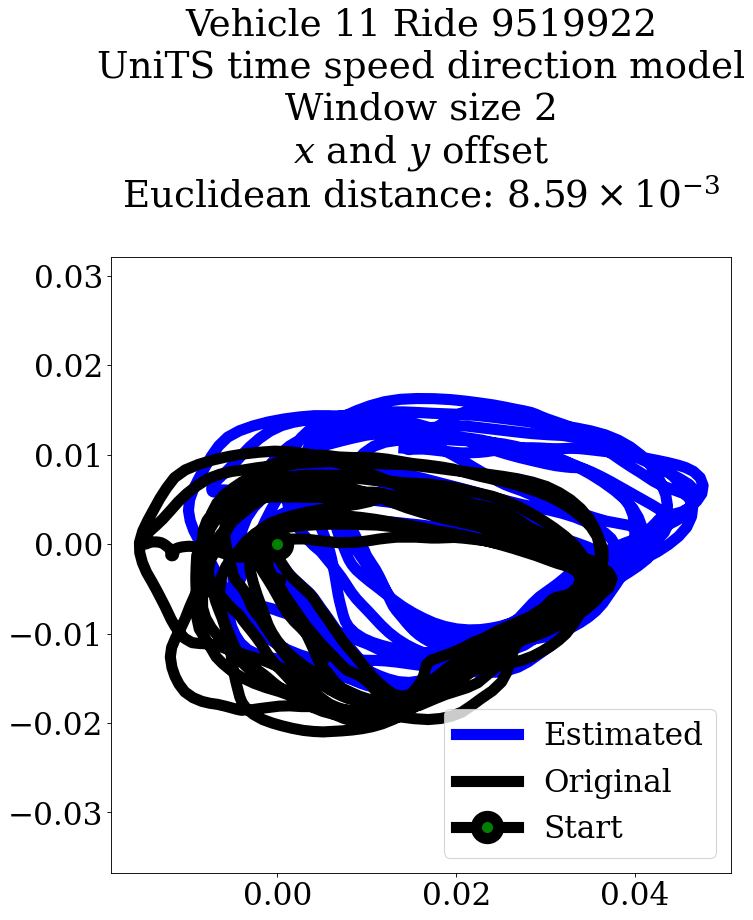 Vehicle 11 Ride 9519922
UniTS time speed direction model
Window size 2
x and y offset
Euclidean distance: 8.59 × 10⁻³
0.03
0.02
0.01
0.00
−0.01
−0.02
−0.03
Estimated
Original
Start
0.00 0.02 0.04